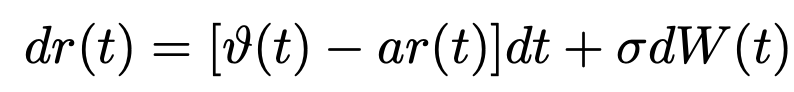 dr(t) = [ϑ(t) − ar(t)]dt + σdW(t)